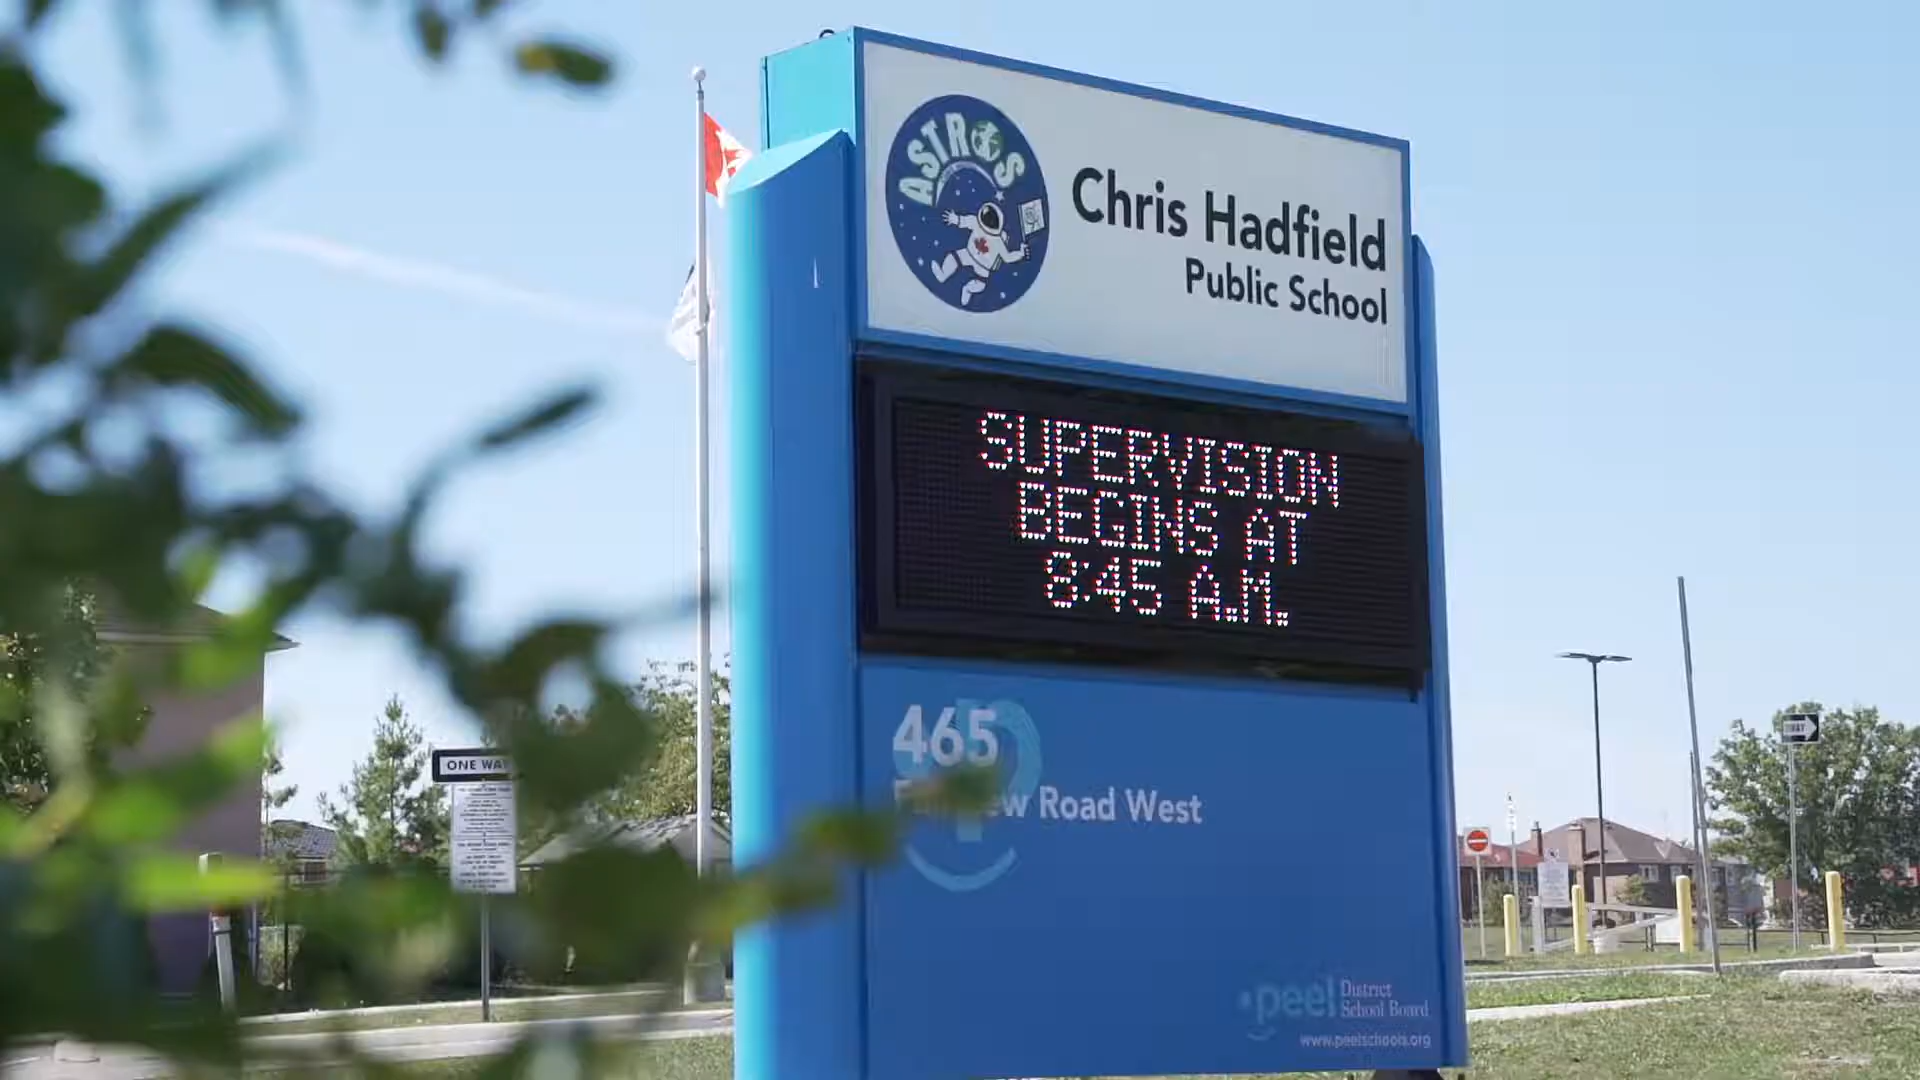 ASTROS
Chris Hadfield
Public School
SUPERVISION
BEGINS AT
8:45 A.M.
465
Road West
peel District
School Board
www.peelschools.org
ONE WAY